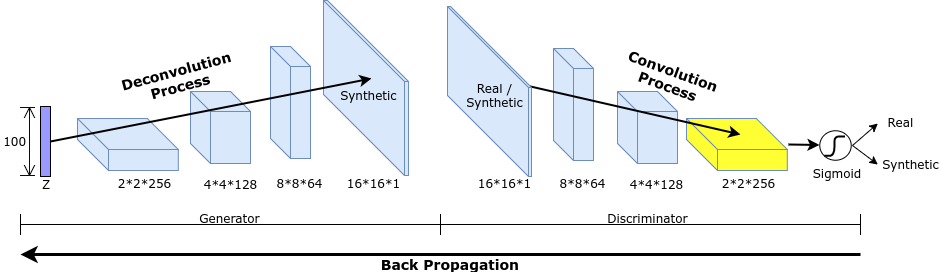 Deconvolution
Process
100
Z
2*2*256
4*4*128
8*8*64
Synthetic
16*16*1
Real /
Synthetic
16*16*1
8*8*64
4*4*128
Convolution
Process
2*2*256
Sigmoid
Real
Synthetic
Generator
Discriminator
Back Propagation